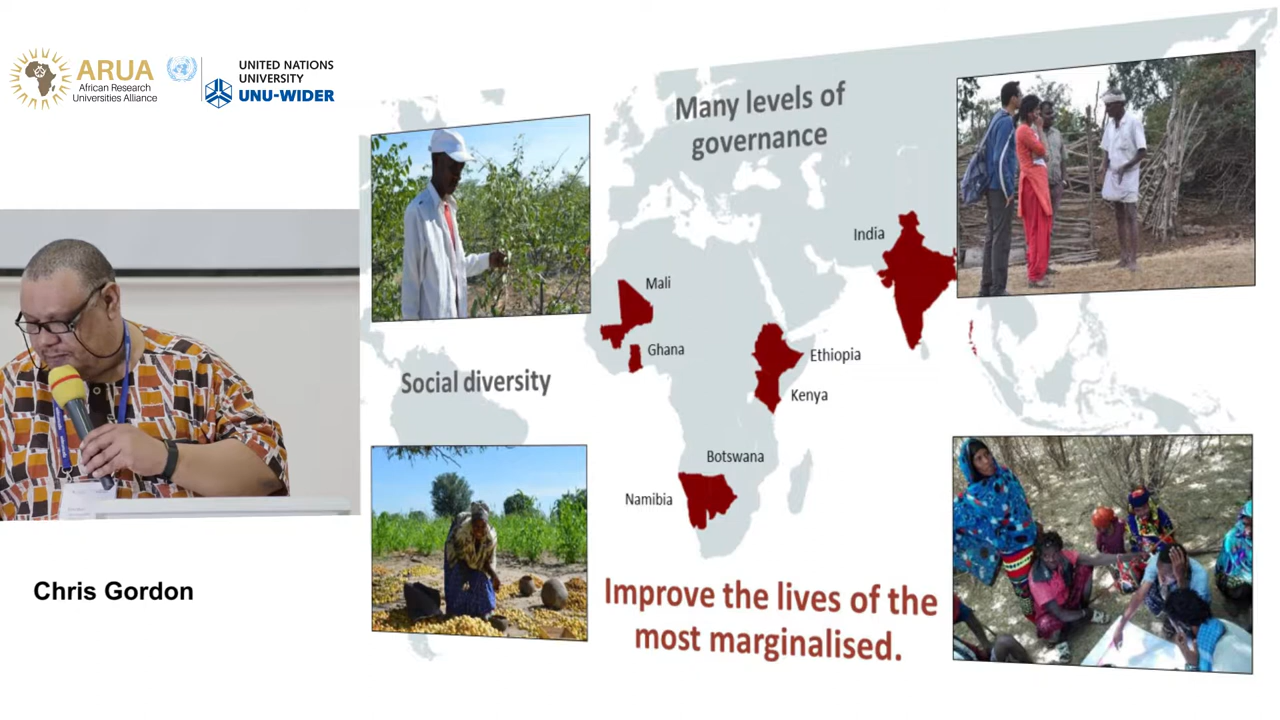 ARUA
African Research
Universities Alliance
UNITED NATIONS
UNIVERSITY
UNU-WIDER
Many levels of
governance
India
Mali
Ghana
Ethiopia
Kenya
Social diversity
Botswana
Namibia
Improve the lives of the
most marginalised.
Chris Gordon